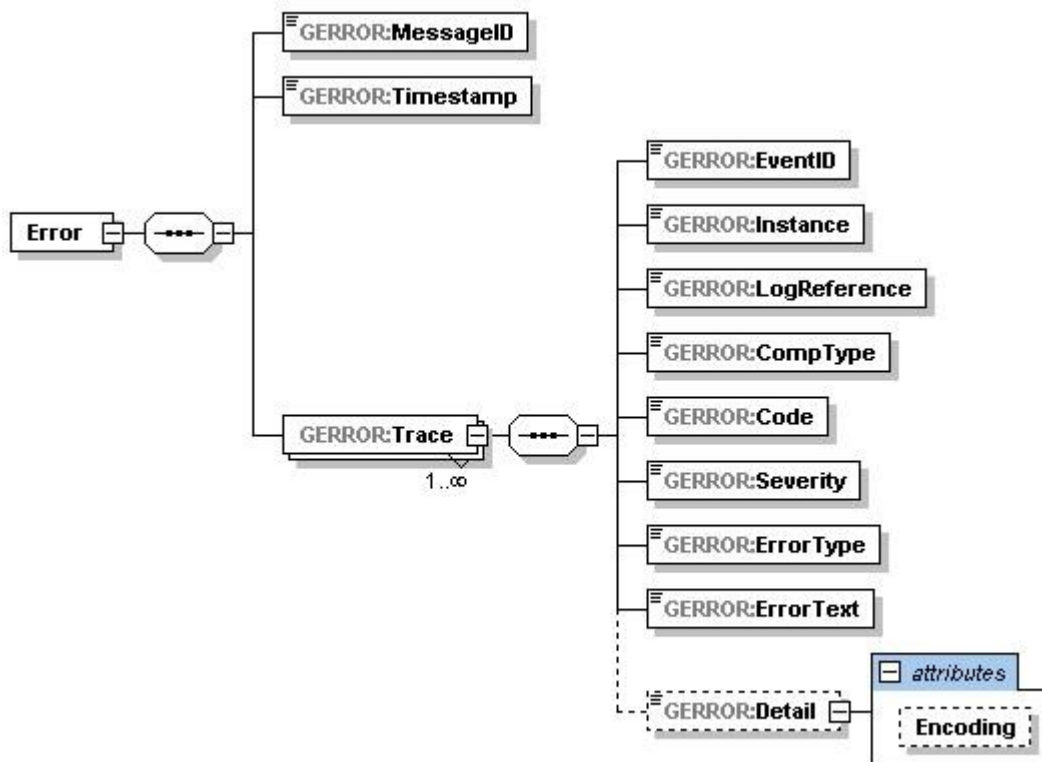 GERROR:MessageID
GERROR:Timestamp
GERROR:EventID
GERROR:Instance
Error
GERROR:LogReference
GERROR:CompType
GERROR:Code
GERROR:Trace
1..∞
GERROR:Severity
GERROR:ErrorType
GERROR:ErrorText
attributes
GERROR:Detail
Encoding